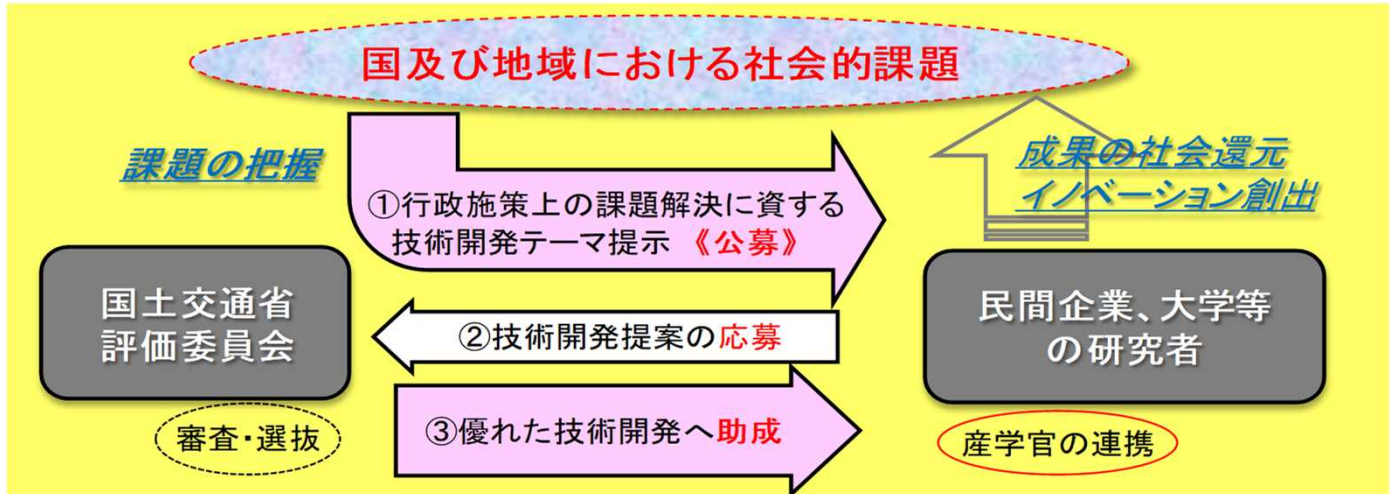 国及び地域における社会的課題
課題の把握
①行政施策上の課題解決に資する
技術開発テーマ提示 《公募》
成果の社会還元
イノベーション創出
国土交通省
評価委員会
②技術開発提案の応募
民間企業、大学等
の研究者
審査・選抜
③優れた技術開発へ助成
産学官の連携